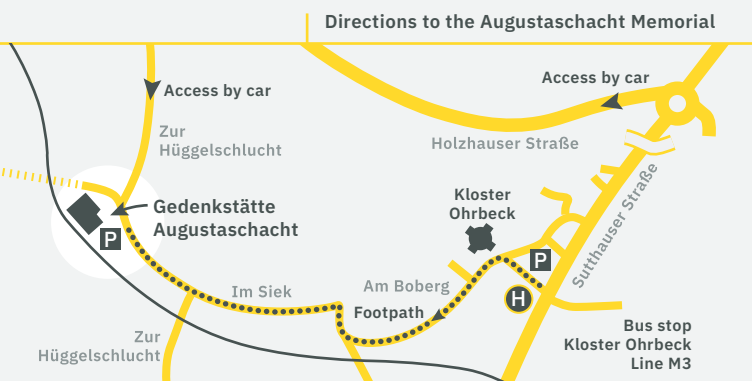 Directions to the Augustaschacht Memorial
Access by car
Access by car
Zur
Hüggelschlucht
Holzhauser Straße
Kloster
Ohrbeck
Gedenkstätte
Augustaschacht
P
P
Sutthauser Straße
Im Siek
Am Boberg
H
Footpath
Zur
Hüggelschlucht
Bus stop
Kloster Ohrbeck
Line M3